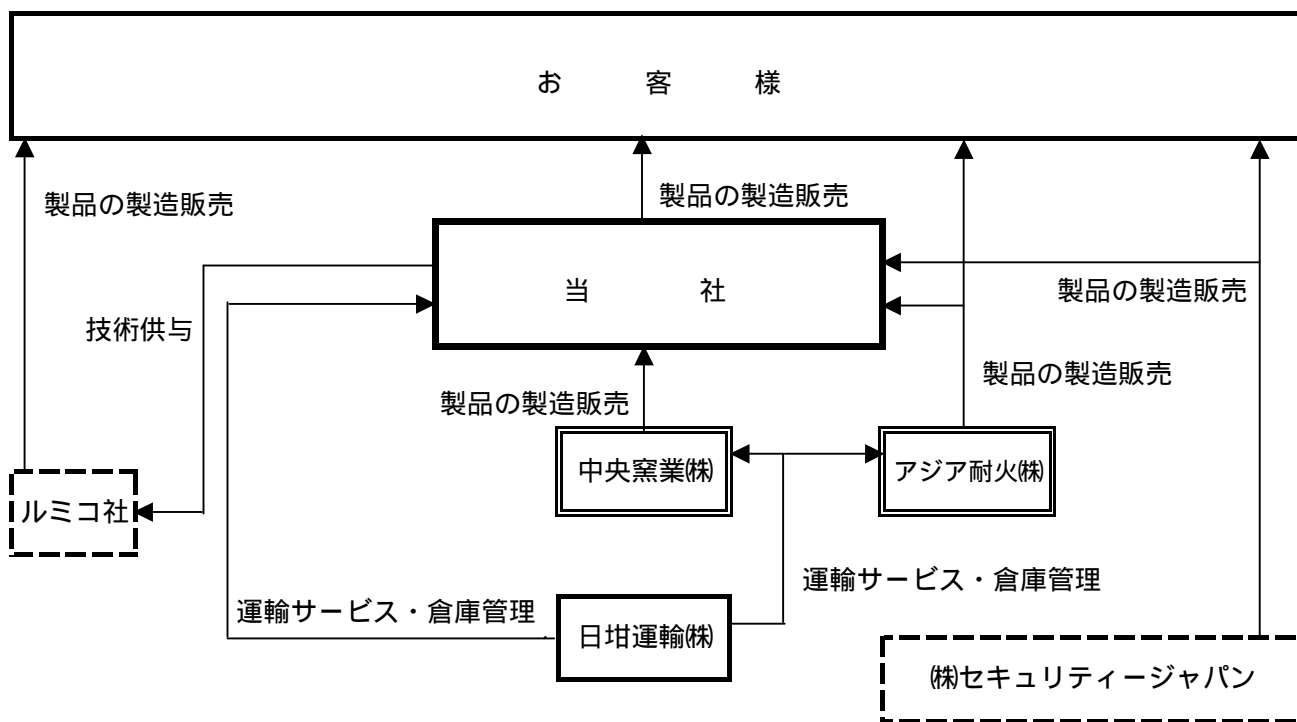 お客様
製品の製造販売
製品の製造販売
当社
製品の製造販売
技術供与
製品の製造販売
製品の製造販売
中央窯業㈱
アジア耐火㈱
ルミコ社
運輸サービス・倉庫管理
運輸サービス・倉庫管理
日坩運輸㈱
㈱セキュリティージャパン